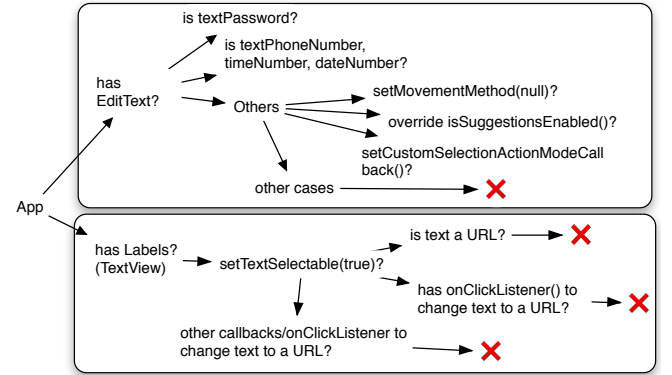 is textPassword?
is textPhoneNumber,
timeNumber, dateNumber?
has
EditText?
setMovementMethod(null)?
Others
override isSuggestionsEnabled()?
setCustomSelectionActionModeCall
back()?
other cases
App
is text a URL?
has Labels?
(TextView)
setTextSelectable(true)?
has onClickListener() to
change text to a URL?
other callbacks/onClickListener to
change text to a URL?